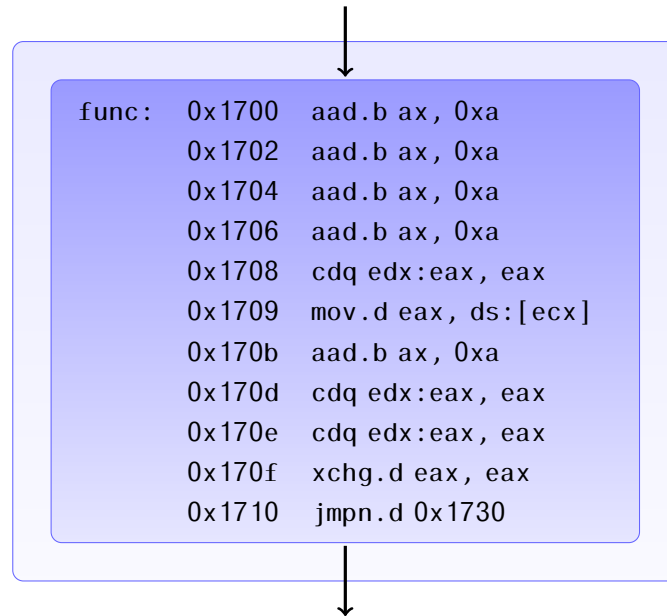 func: 0x1700 aad.b ax, 0xa
0x1702 aad.b ax, 0xa
0x1704 aad.b ax, 0xa
0x1706 aad.b ax, 0xa
0x1708 cdq edx:eax, eax
0x1709 mov.d eax, ds:[ecx]
0x170b aad.b ax, 0xa
0x170d cdq edx:eax, eax
0x170e cdq edx:eax, eax
0x170f xchg.d eax, eax
0x1710 jmpn.d 0x1730